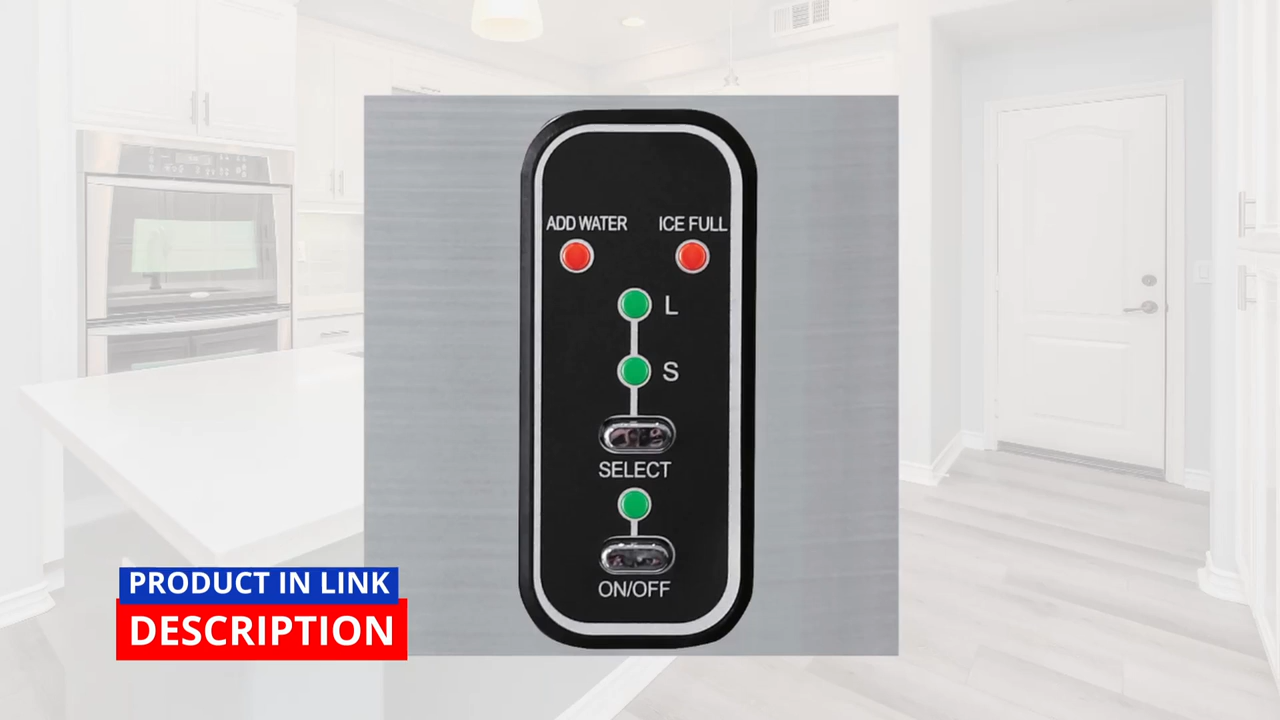 ADD WATER ICE FULL
L
S
SELECT
ON/OFF
PRODUCT IN LINK
DESCRIPTION